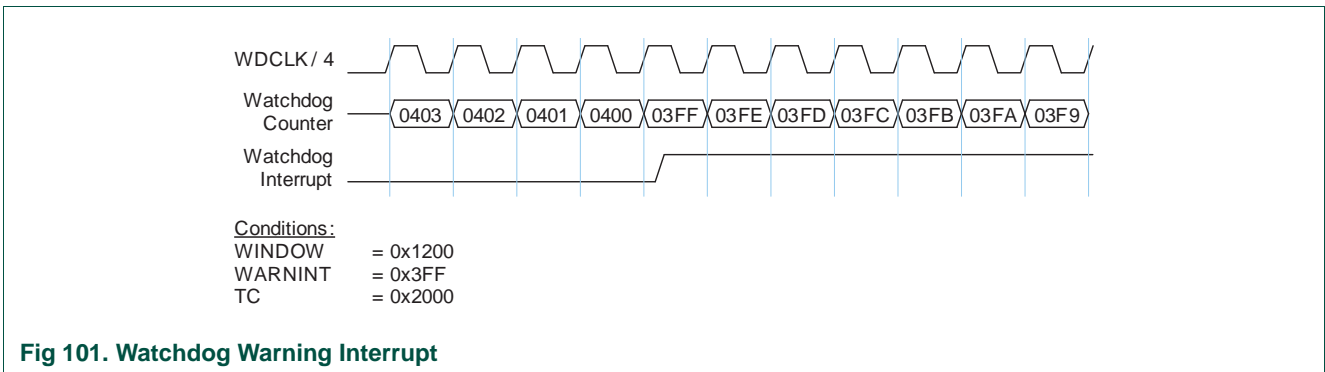 WDCLK / 4
Watchdog
Counter
0403 0402 0401 0400 03FF 03FE 03FD 03FC 03FB 03FA 03F9
Watchdog
Interrupt
Conditions:
WINDOW = 0x1200
WARNINT = 0x3FF
TC = 0x2000
Fig 101. Watchdog Warning Interrupt